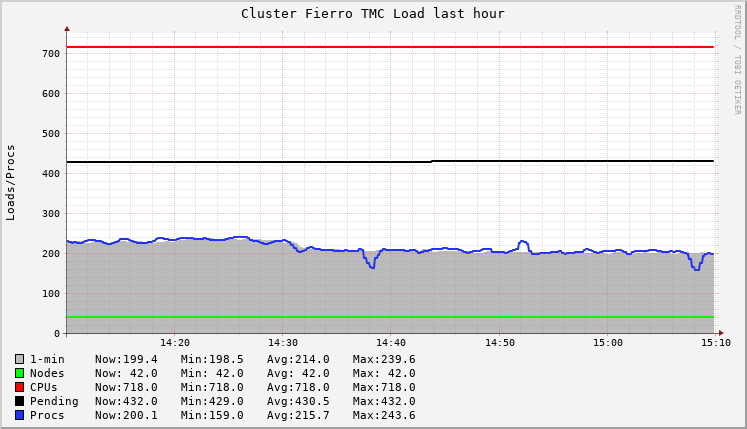 Cluster Fierro TMC Load last hour
RRDTOOL / TOBI OETIKER
Loads/Procs
700
600
500
400
300
200
100
0
14:20 14:30 14:40 14:50 15:00 15:10
1-min Now:199.4 Min:198.5 Avg:214.0 Max:239.6
Nodes Now: 42.0 Min: 42.0 Avg: 42.0 Max: 42.0
CPUs Now:718.0 Min:718.0 Avg:718.0 Max:718.0
Pending Now:432.0 Min:429.0 Avg:430.5 Max:432.0
Procs Now:200.1 Min:159.0 Avg:215.7 Max:243.6